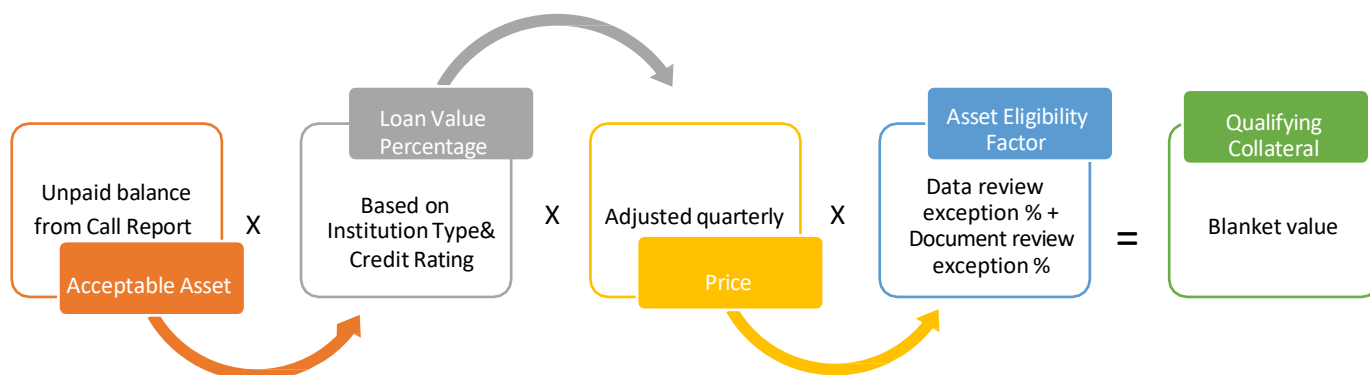 Unpaid balance
from Call Report
Acceptable Asset
X
Loan Value
Percentage
Based on
Institution Type&
Credit Rating
X
Adjusted quarterly
Price
X
Asset Eligibility
Factor
Data review
exception % +
Document review
exception %
=
Qualifying
Collateral
Blanket value